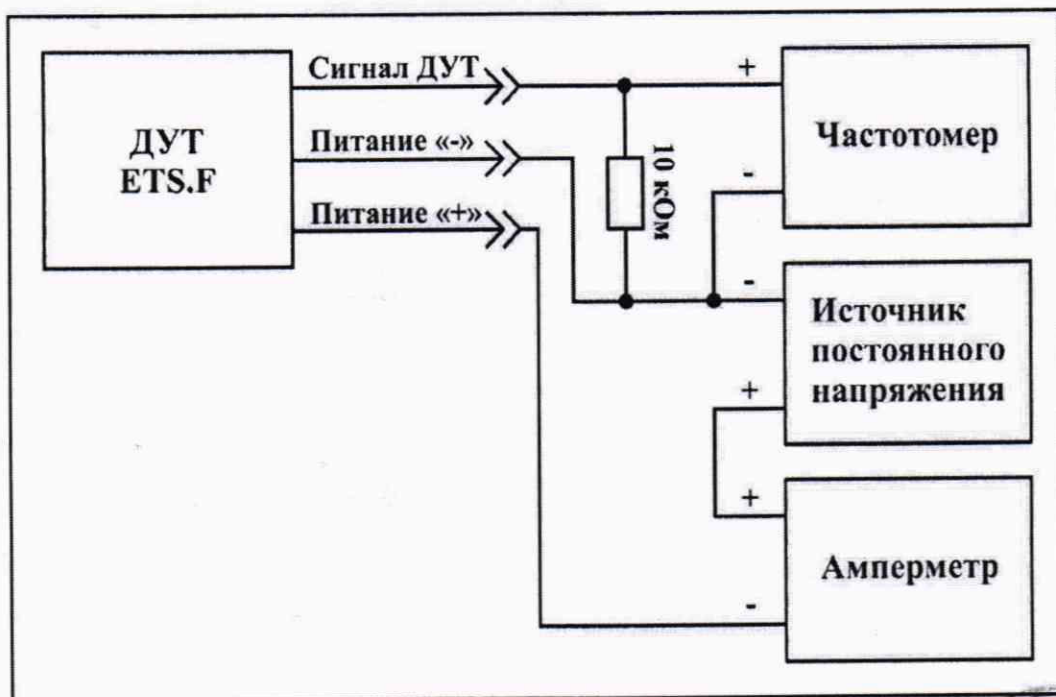 ДУТ
ETS.F
Сигнал ДУТ
Питание «-»
Питание «+»
10 кОм
+
Частотомер
-
-
Источник
постоянного
напряжения
+
+
Амперметр
-